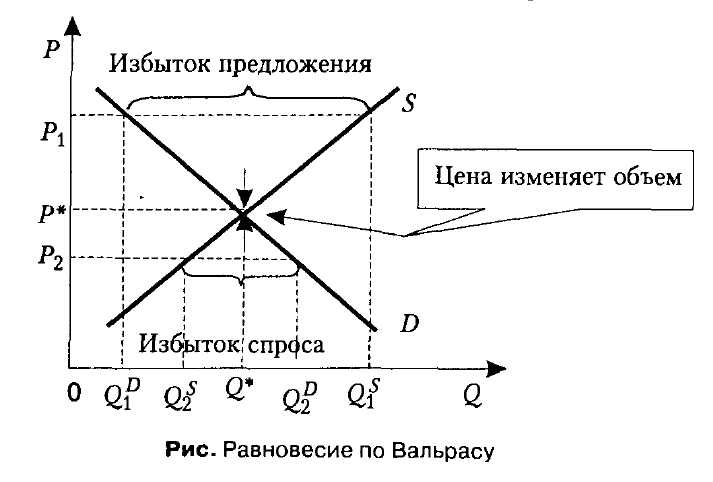 P
Избыток предложения
S
P₁
Цена изменяет объем
P*
P₂
D
Избыток спроса
0 Q₁ᴰ Q₂ˢ Q* Q₂ᴰ Q₁ˢ Q
Рис. Равновесие по Вальрасу